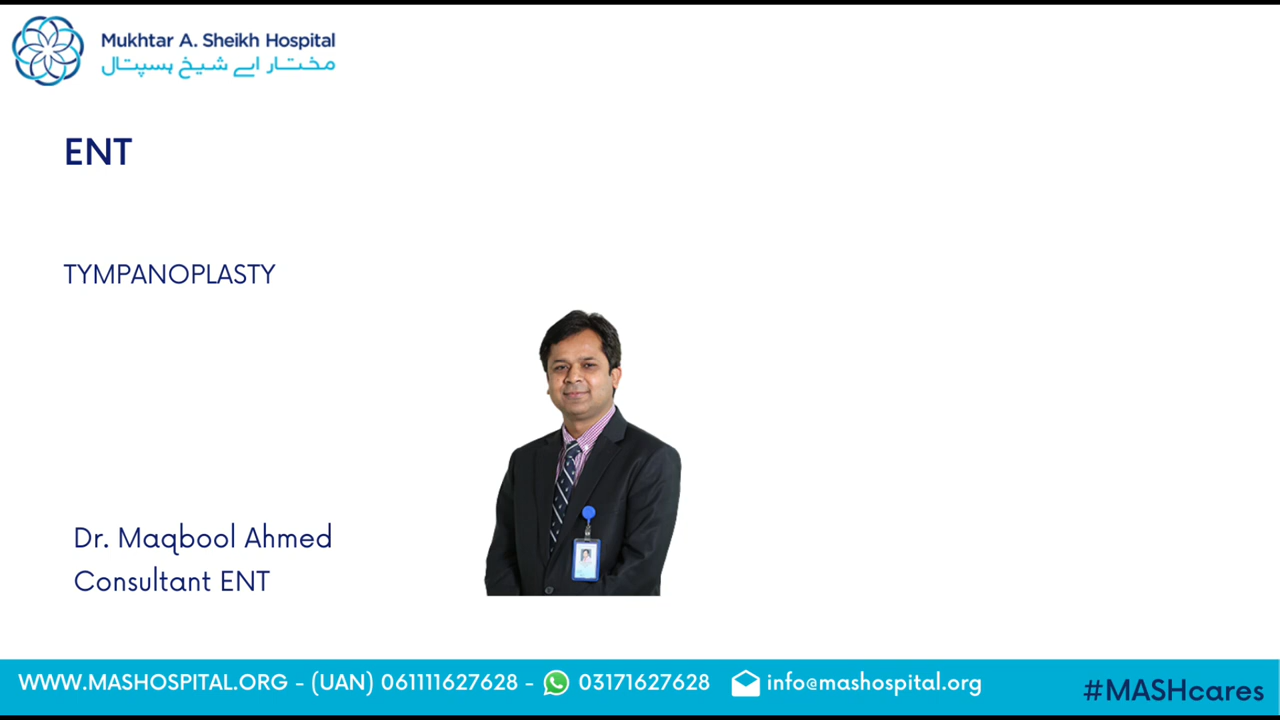 Mukhtar A. Sheikh Hospital
مختار اے شیخ ہسپتال
ENT
TYMPANOPLASTY
Dr. Maqbool Ahmed
Consultant ENT
WWW.MASHOSPITAL.ORG - (UAN) 061111627628 - 03171627628 info@mashospital.org
#MASHcares